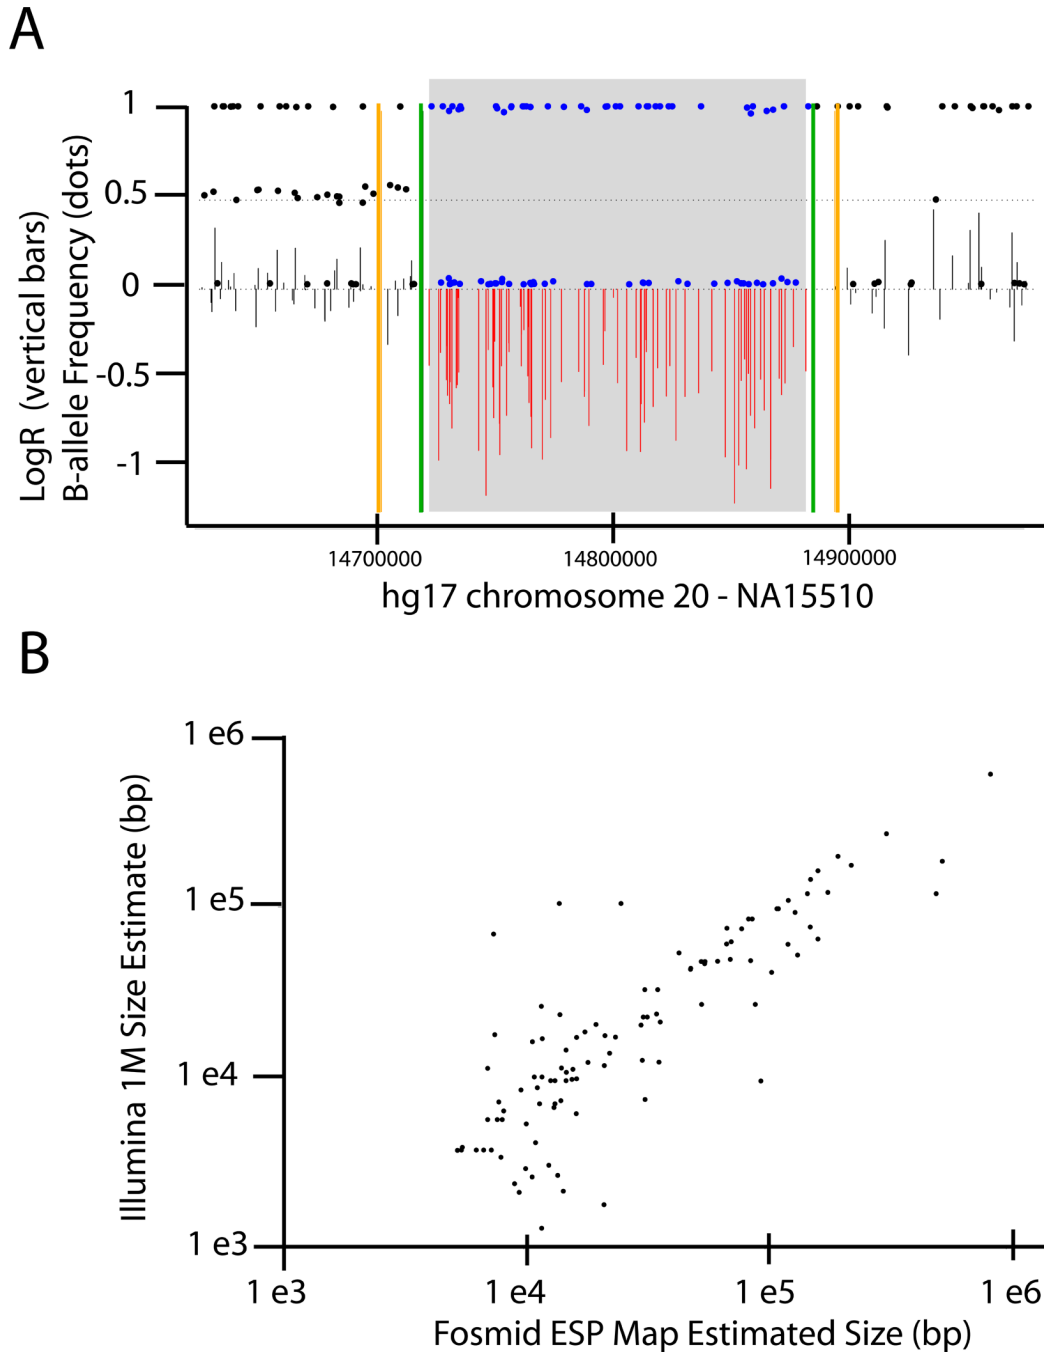 A
LogR (vertical bars)
B-allele Frequency (dots)
1
0.5
0
-0.5
-1
14700000 14800000 14900000
hg17 chromosome 20 - NA15510
B
Illumina 1M Size Estimate (bp)
1 e6
1 e5
1 e4
1 e3
1 e3 1 e4 1 e5 1 e6
Fosmid ESP Map Estimated Size (bp)